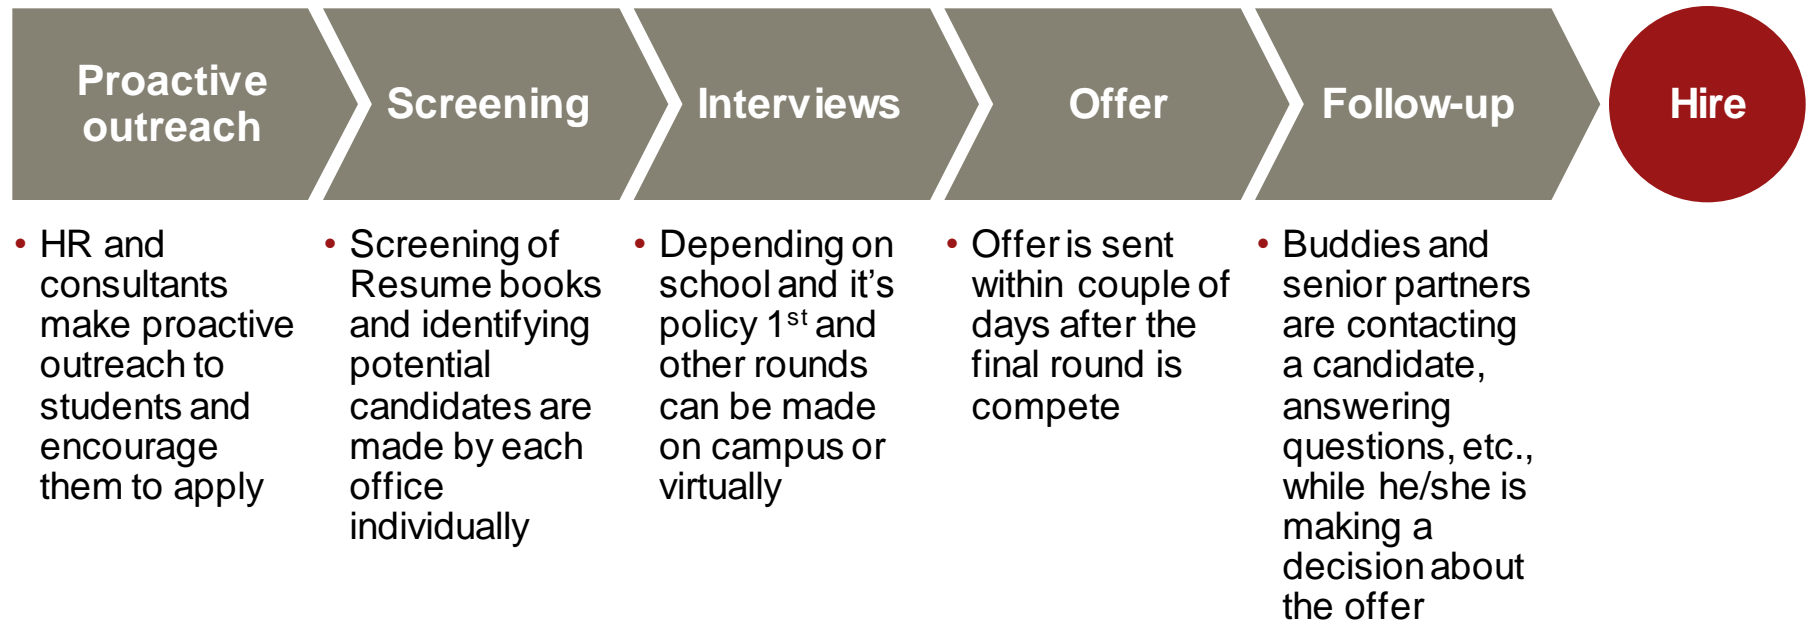 Proactive
outreach
Screening
Interviews
Offer
Follow-up
Hire
• HR and
consultants
make proactive
outreach to
students and
encourage
them to apply
• Screening of
Resume books
and identifying
potential
candidates are
made by each
office
individually
• Depending on
school and it's
policy 1st and
other rounds
can be made
on campus or
virtually
• Offer is sent
within couple of
days after the
final round is
compete
• Buddies and
senior partners
are contacting
a candidate,
answering
questions, etc.,
while he/she is
making a
decision about
the offer